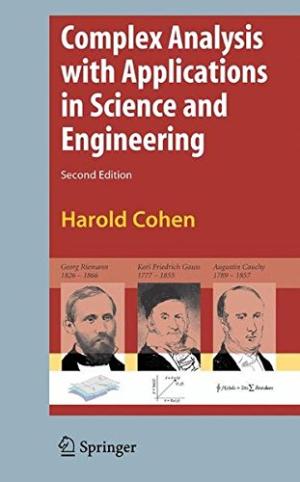 Complex Analysis
with Applications
in Science and
Engineering
Second Edition
Harold Cohen
Georg Riemann
1826 – 1866
Karl Friedrich Gauss
1777 – 1855
Augustin Cauchy
1789 – 1857
Springer